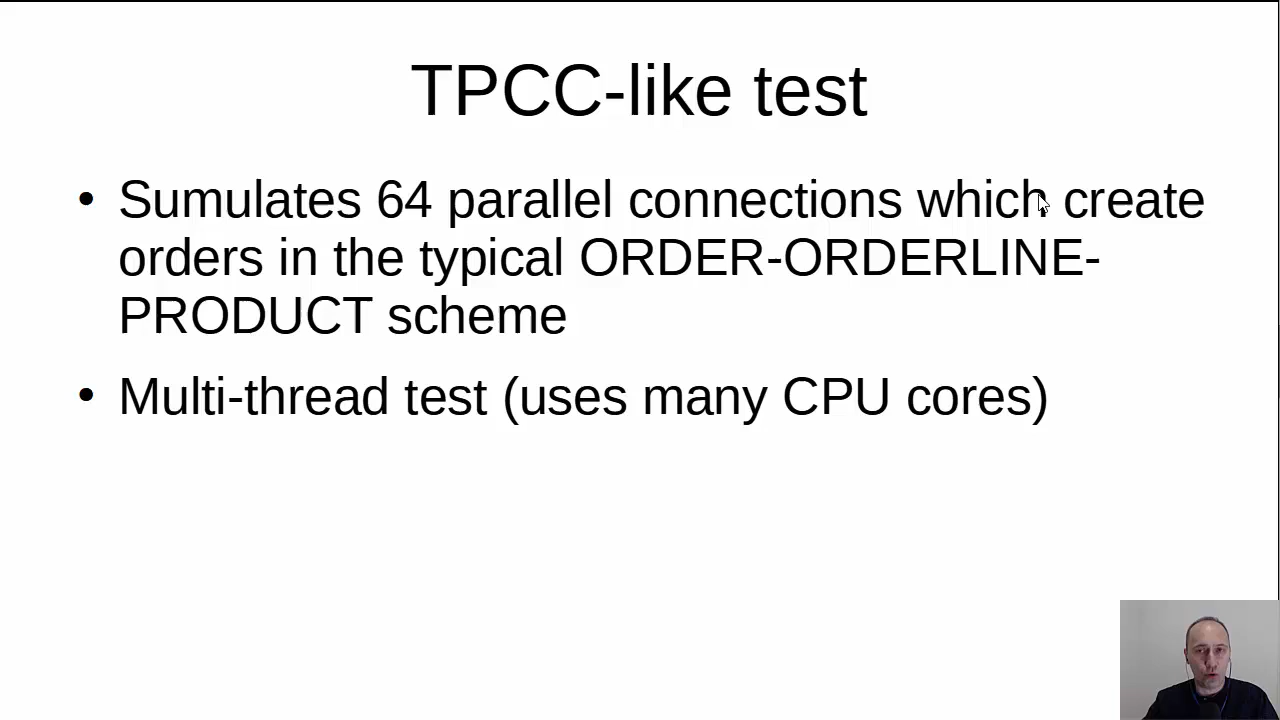 TPCC-like test
• Sumulates 64 parallel connections which create
orders in the typical ORDER-ORDERLINE-
PRODUCT scheme
• Multi-thread test (uses many CPU cores)